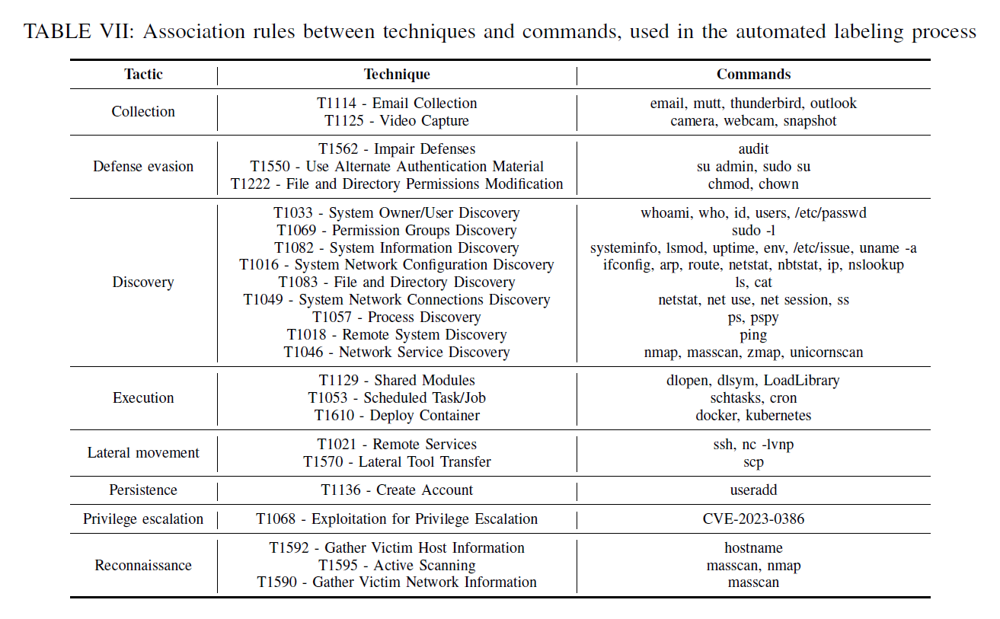 TABLE VII: Association rules between techniques and commands, used in the automated labeling process
Tactic Technique Commands
Collection
T1114 - Email Collection email, mutt, thunderbird, outlook
T1125 - Video Capture camera, webcam, snapshot
Defense evasion
T1562 - Impair Defenses audit
T1550 - Use Alternate Authentication Material su admin, sudo su
T1222 - File and Directory Permissions Modification chmod, chown
Discovery
T1033 - System Owner/User Discovery whoami, who, id, users, /etc/passwd
T1069 - Permission Groups Discovery sudo -l
T1082 - System Information Discovery systeminfo, lsmod, uptime, env, /etc/issue, uname -a
T1016 - System Network Configuration Discovery ifconfig, arp, route, netstat, nbtstat, ip, nslookup
T1083 - File and Directory Discovery ls, cat
T1049 - System Network Connections Discovery netstat, net use, net session, ss
T1057 - Process Discovery ps, pspy
T1018 - Remote System Discovery ping
T1046 - Network Service Discovery nmap, masscan, zmap, unicornscan
Execution
T1129 - Shared Modules dlopen, dlsym, LoadLibrary
T1053 - Scheduled Task/Job schtasks, cron
T1610 - Deploy Container docker, kubernetes
Lateral movement
T1021 - Remote Services ssh, nc -lvnp
T1570 - Lateral Tool Transfer scp
Persistence T1136 - Create Account useradd
Privilege escalation T1068 - Exploitation for Privilege Escalation CVE-2023-0386
Reconnaissance
T1592 - Gather Victim Host Information hostname
T1595 - Active Scanning masscan, nmap
T1590 - Gather Victim Network Information masscan